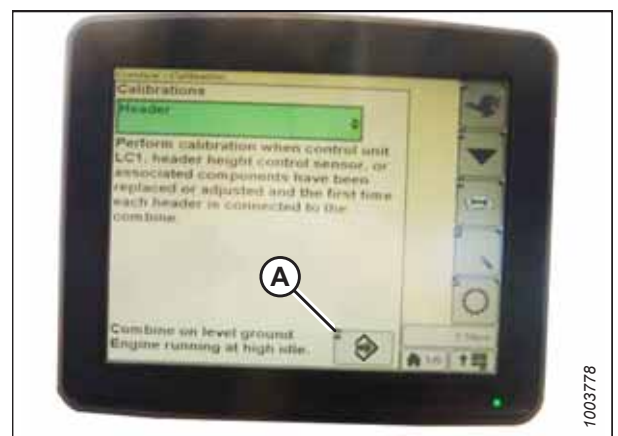 Combine - Calibration
Calibrations
Header
Perform calibration when control unit
LC1, header height control sensor, or
associated components have been
replaced or adjusted and the first time
each header is connected to the
combine.
A
Combine on level ground.
Engine running at high idle.
1003778